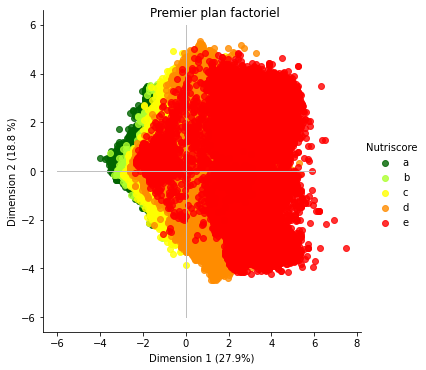 Premier plan factoriel
6
4
2
0
−2
−4
−6
Dimension 2 (18.8 %)
−6 −4 −2 0 2 4 6 8
Dimension 1 (27.9%)
Nutriscore
a
b
c
d
e